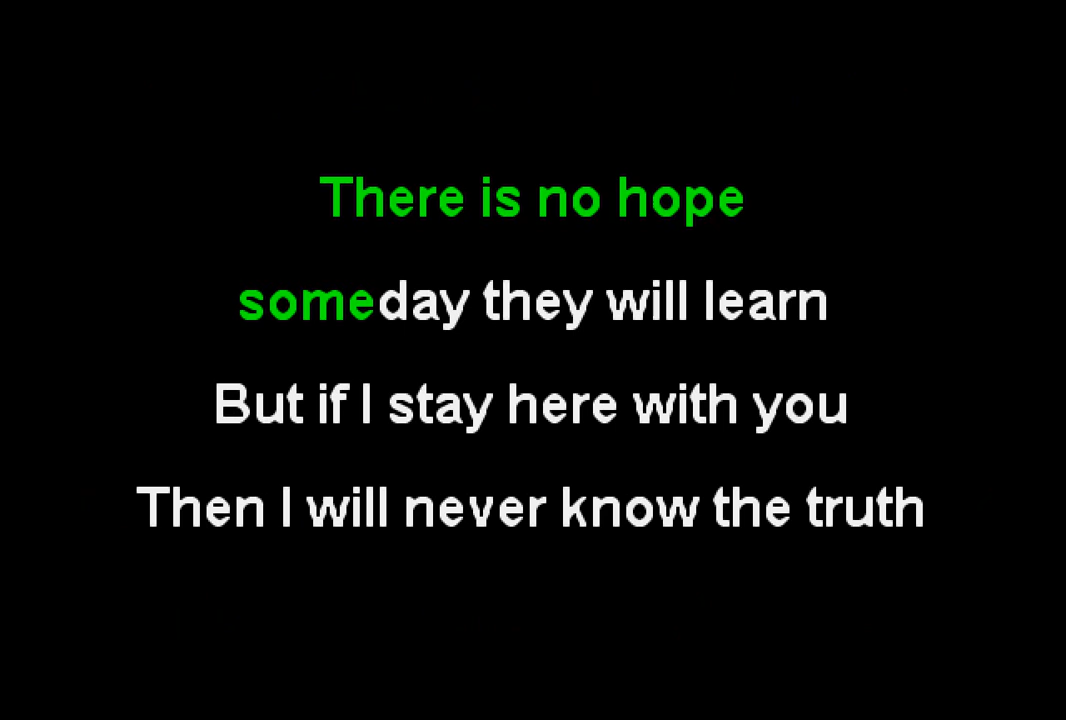 There is no hope
someday they will learn
But if I stay here with you
Then I will never know the truth